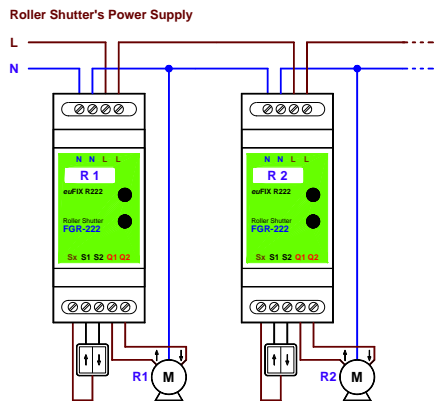 Roller Shutter's Power Supply
L
N
N N L L
R 1
euFIX R222
Roller Shutter
FGR-222
Sx S1 S2 Q1 Q2
R1
M
N N L L
R 2
euFIX R222
Roller Shutter
FGR-222
Sx S1 S2 Q1 Q2
R2
M